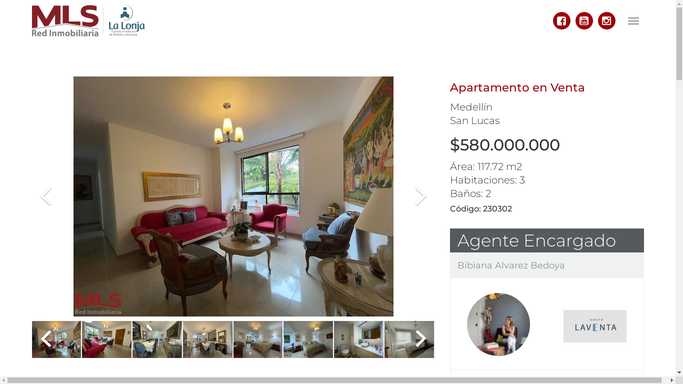 MLS
Red Inmobiliaria
La Lonja
Apartamento en Venta
Medellín
San Lucas
$580.000.000
Área: 117.72 m2
Habitaciones: 3
Baños: 2
Código: 230302
MLS
Red Inmobiliaria
Agente Encargado
Bibiana Alvarez Bedoya
LAVENTA